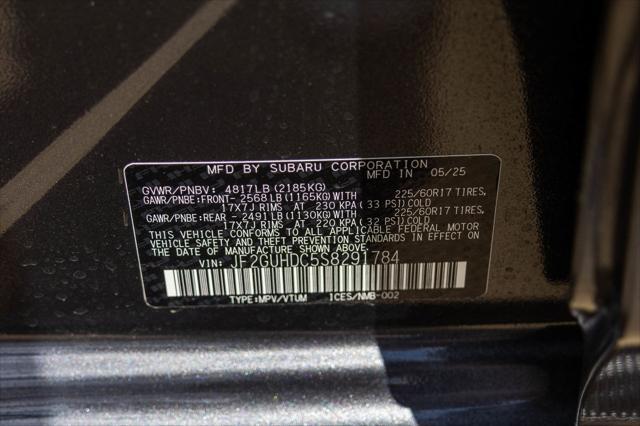 MFD BY SUBARU CORPORATION
MFD IN 05/25
GVWR/PNBV: 4817LB (2185KG)
GAWR/PNBE:FRONT- 2568LB (1165KG) WITH 225/60R17 TIRES,
17X7J RIMS AT 230 KPA (33 PSI) COLD
GAWR/PNBE:REAR - 2491LB (1130KG) WITH 225/60R17 TIRES,
17X7J RIMS AT 220 KPA (32 PSI) COLD
THIS VEHICLE CONFORMS TO ALL APPLICABLE FEDERAL MOTOR
VEHICLE SAFETY AND THEFT PREVENTION STANDARDS IN EFFECT ON
THE DATE OF MANUFACTURE SHOWN ABOVE.
VIN: JF2GUHDC5S8291784
TYPE:MPV/VTUM ICES/NMB-002